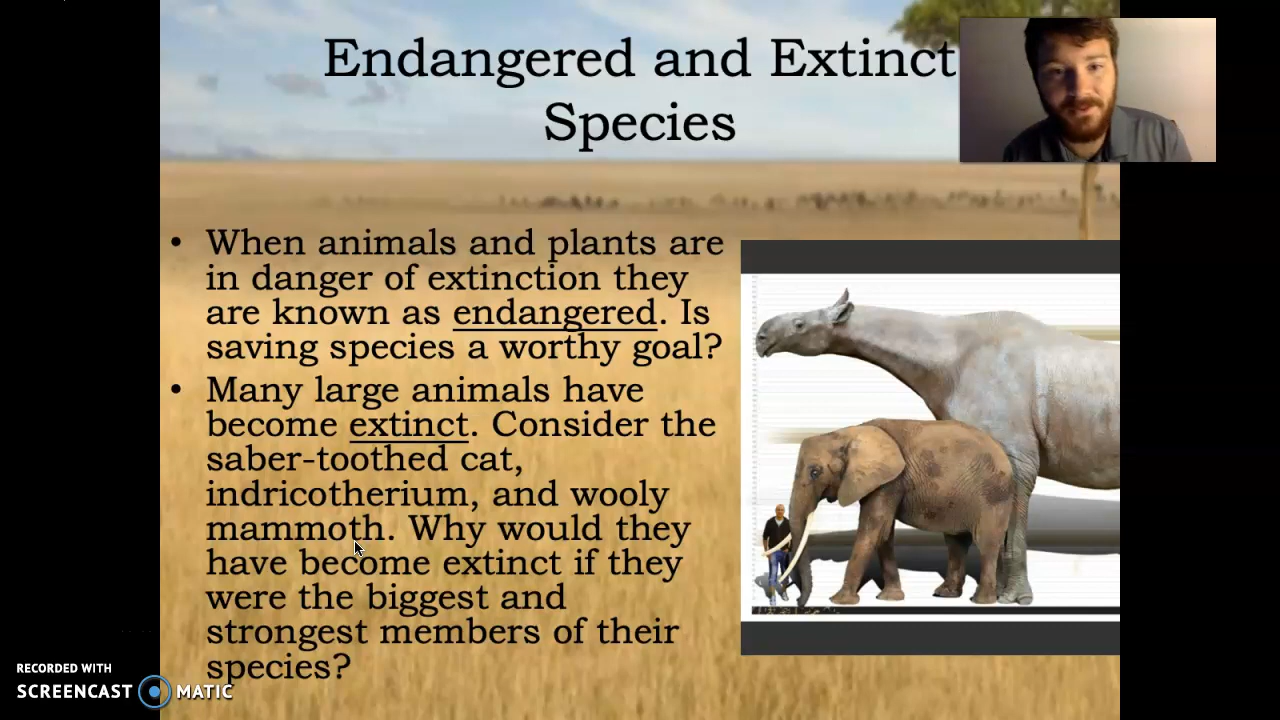 Endangered and Extinct
Species
• When animals and plants are
in danger of extinction they
are known as endangered. Is
saving species a worthy goal?
• Many large animals have
become extinct. Consider the
saber-toothed cat,
indricotherium, and wooly
mammoth. Why would they
have become extinct if they
were the biggest and
strongest members of their
species?
RECORDED WITH
SCREENCAST MATIC